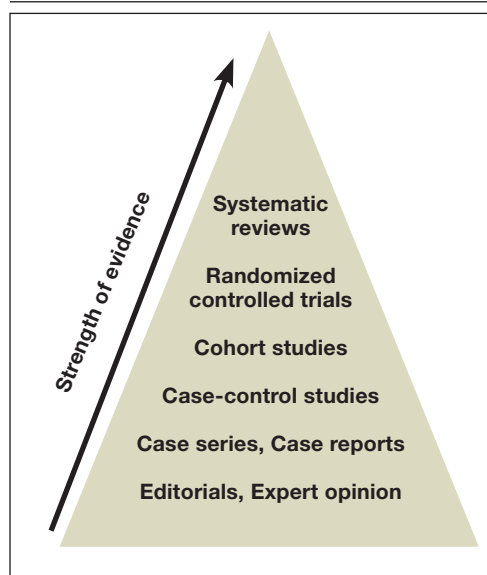 Strength of evidence
Systematic
reviews
Randomized
controlled trials
Cohort studies
Case-control studies
Case series, Case reports
Editorials, Expert opinion